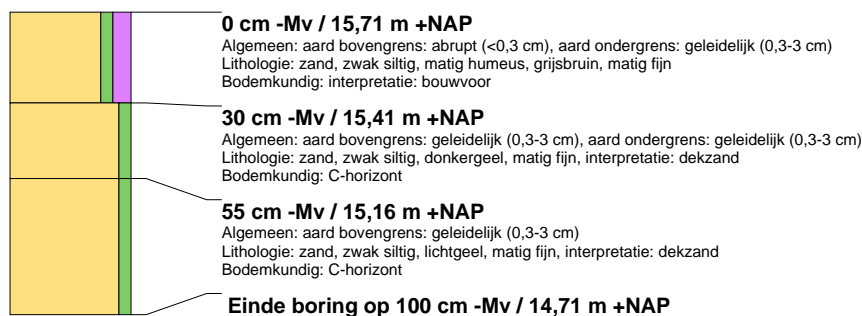 0 cm -Mv / 15,71 m +NAP
Algemeen: aard bovengrens: abrupt (<0,3 cm), aard ondergrens: geleidelijk (0,3-3 cm)
Lithologie: zand, zwak siltig, matig humeus, grijsbruin, matig fijn
Bodemkundig: interpretatie: bouwvoor
30 cm -Mv / 15,41 m +NAP
Algemeen: aard bovengrens: geleidelijk (0,3-3 cm), aard ondergrens: geleidelijk (0,3-3 cm)
Lithologie: zand, zwak siltig, donkergeel, matig fijn, interpretatie: dekzand
Bodemkundig: C-horizont
55 cm -Mv / 15,16 m +NAP
Algemeen: aard bovengrens: geleidelijk (0,3-3 cm)
Lithologie: zand, zwak siltig, lichtgeel, matig fijn, interpretatie: dekzand
Bodemkundig: C-horizont
Einde boring op 100 cm -Mv / 14,71 m +NAP